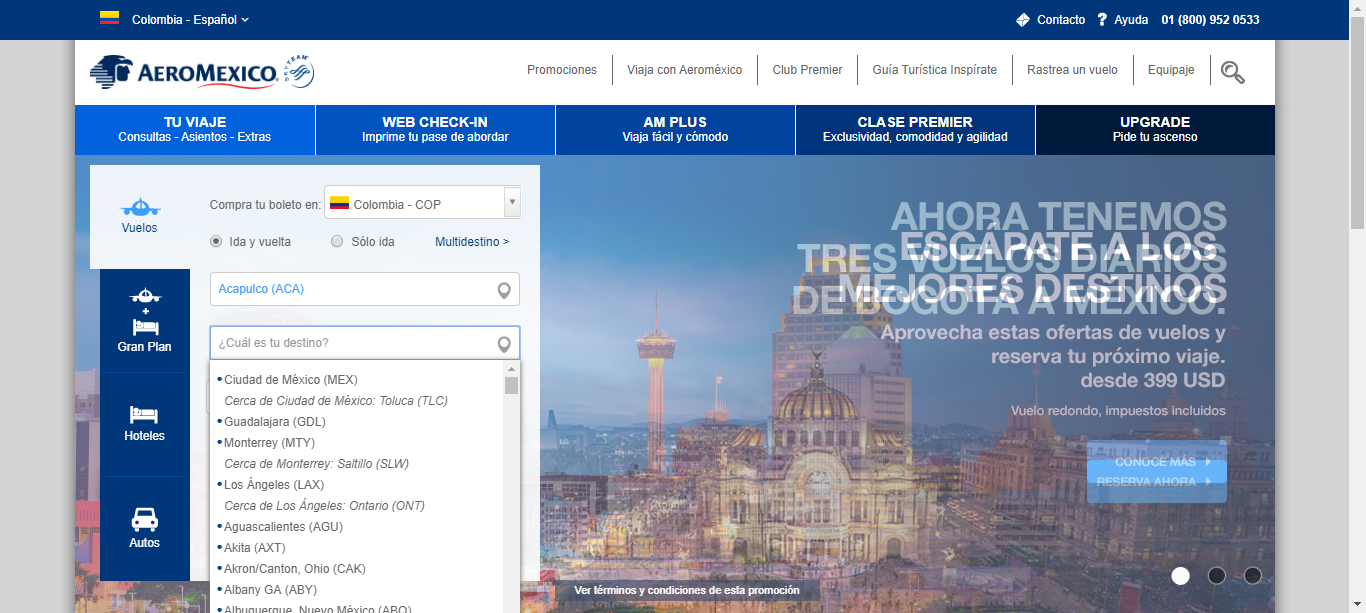 Colombia - Español
Contacto
? Ayuda
01 (800) 952 0533
AEROMEXICO.
SKYTEAM
Promociones
Viaja con Aeroméxico
Club Premier
Guía Turística Inspírate
Rastrea un vuelo
Equipaje
TU VIAJE
Consultas - Asientos - Extras
WEB CHECK-IN
Imprime tu pase de abordar
AM PLUS
Viaja fácil y cómodo
CLASE PREMIER
Exclusividad, comodidad y agilidad
UPGRADE
Pide tu ascenso
Vuelos
+
Gran Plan
Hoteles
Autos
Compra tu boleto en:
Colombia - COP
Ida y vuelta
Sólo ida
Multidestino >
Acapulco (ACA)
¿Cuál es tu destino?
• Ciudad de México (MEX)
Cerca de Ciudad de México: Toluca (TLC)
• Guadalajara (GDL)
• Monterrey (MTY)
Cerca de Monterrey: Saltillo (SLW)
• Los Ángeles (LAX)
Cerca de Los Ángeles: Ontario (ONT)
• Aguascalientes (AGU)
• Akita (AXT)
• Akron/Canton, Ohio (CAK)
• Albany GA (ABY)
• Albuquerque, Nuevo México (ABQ)
AHORA TENEMOS
TRES VUELOS DIARIOS
DE BOGOTÁ A MÉXICO.
ESCÁPATE A LOS
MEJORES DESTINOS
Aprovecha estas ofertas de vuelos y
reserva tu próximo viaje.
desde 399 USD
Vuelo redondo, impuestos incluidos
CONOCE MÁS
RESERVA AHORA
Ver términos y condiciones de esta promoción